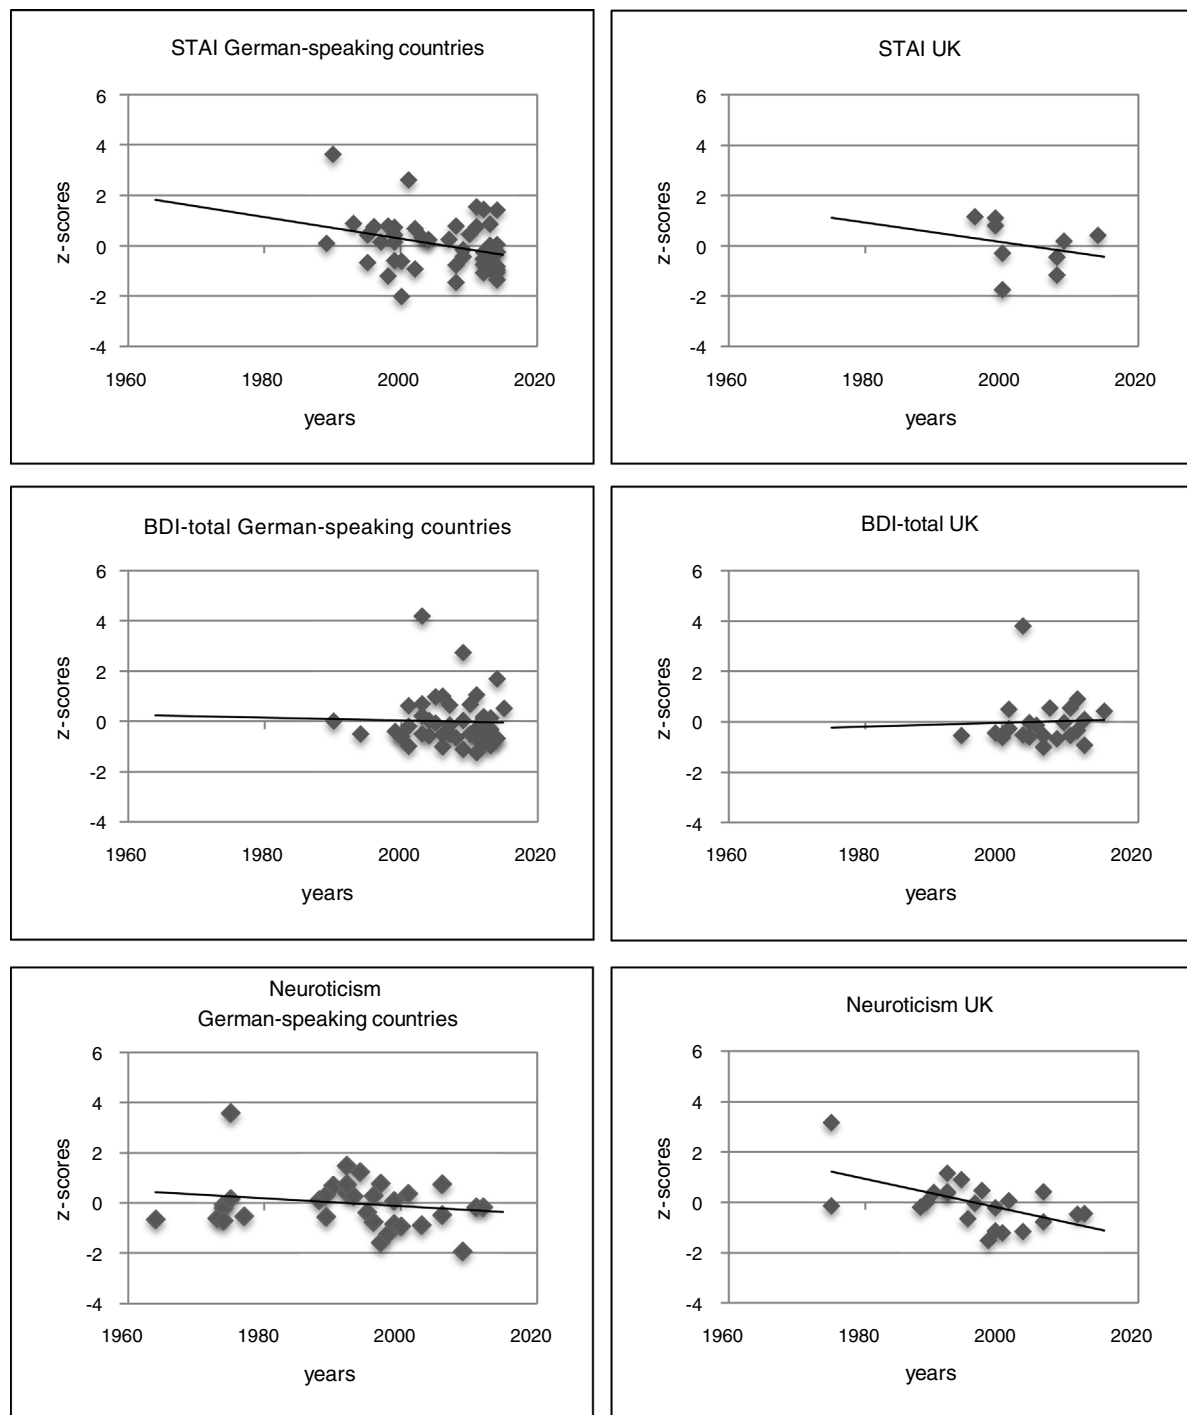 STAI German-speaking countries
6
4
2
0
-2
-4
z-scores
1960 1980 2000 2020
years
STAI UK
6
4
2
0
-2
-4
z-scores
1960 1980 2000 2020
years
BDI-total German-speaking countries
6
4
2
0
-2
-4
z-scores
1960 1980 2000 2020
years
BDI-total UK
6
4
2
0
-2
-4
z-scores
1960 1980 2000 2020
years
Neuroticism
German-speaking countries
6
4
2
0
-2
-4
z-scores
1960 1980 2000 2020
years
Neuroticism UK
6
4
2
0
-2
-4
z-scores
1960 1980 2000 2020
years